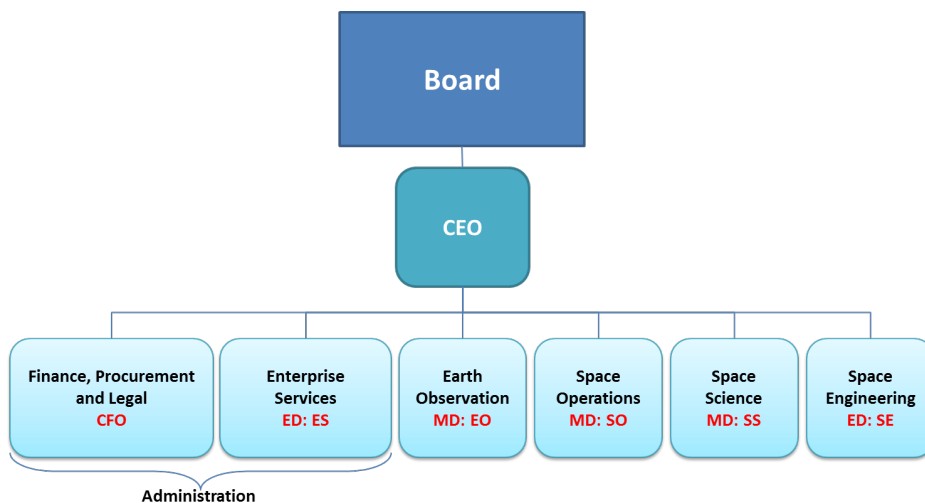 Board
CEO
Finance, Procurement
and Legal
CFO
Enterprise
Services
ED: ES
Earth
Observation
MD: EO
Space
Operations
MD: SO
Space
Science
MD: SS
Space
Engineering
ED: SE
Administration